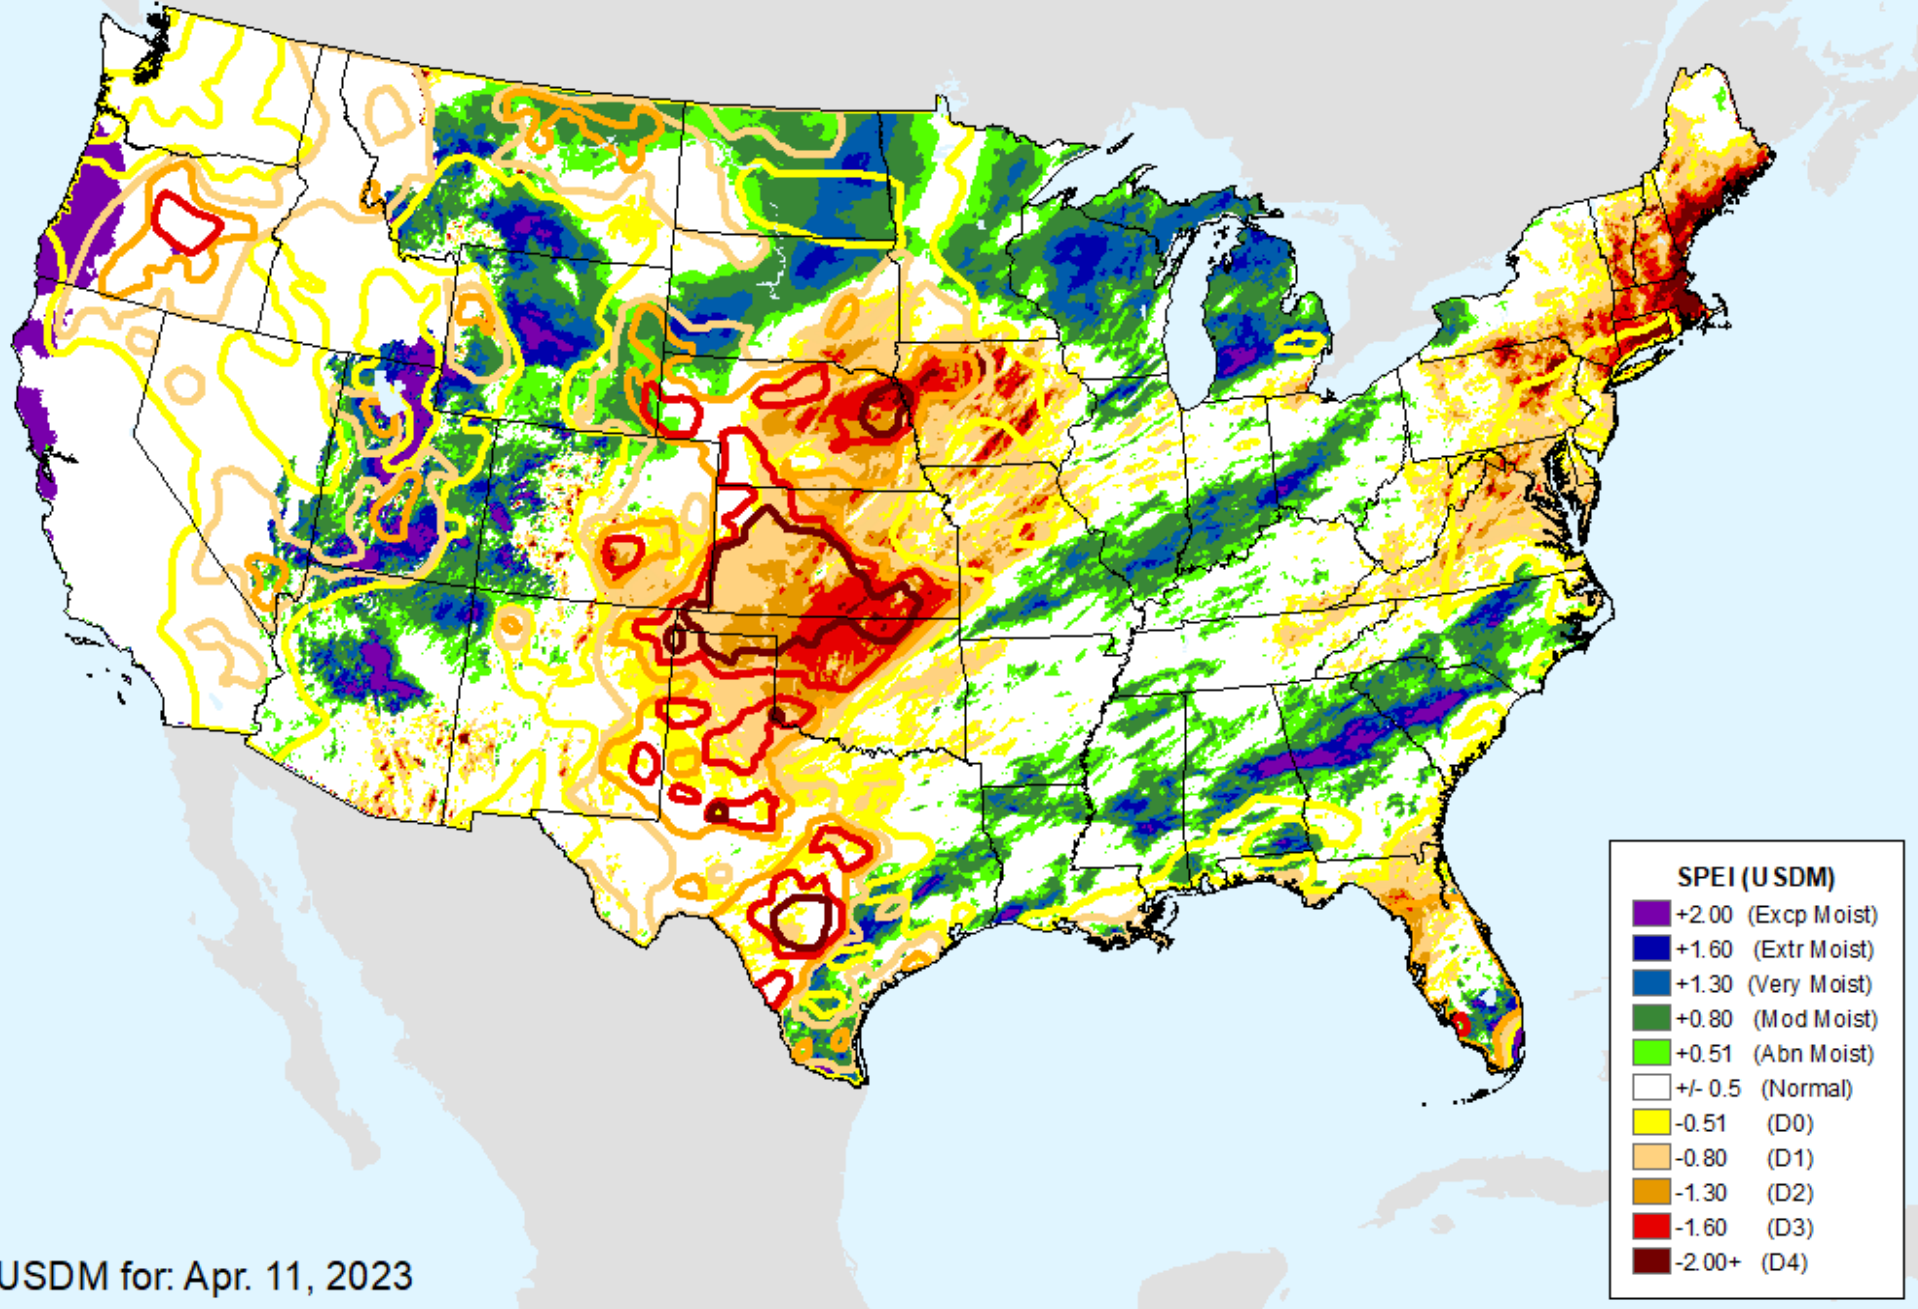 SPEI (USDM)
+2.00 (Excp Moist)
+1.60 (Extr Moist)
+1.30 (Very Moist)
+0.80 (Mod Moist)
+0.51 (Abn Moist)
+/- 0.5 (Normal)
-0.51 (D0)
-0.80 (D1)
-1.30 (D2)
-1.60 (D3)
-2.00+ (D4)
USDM for: Apr. 11, 2023